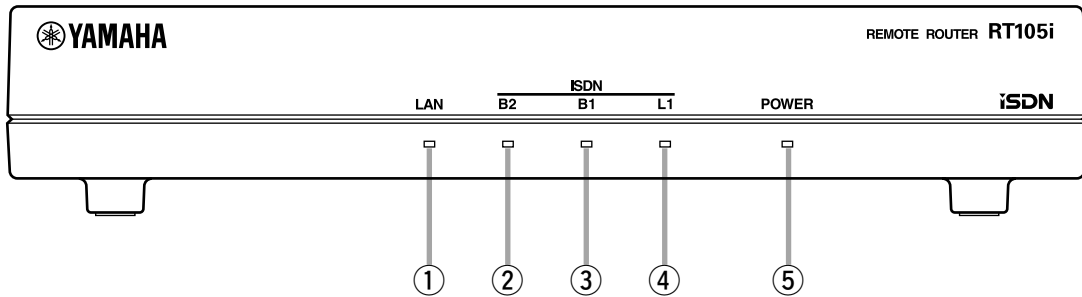 YAMAHA
REMOTE ROUTER RT105i
ISDN
LAN B2 B1 L1 POWER ISDN
① ② ③ ④ ⑤